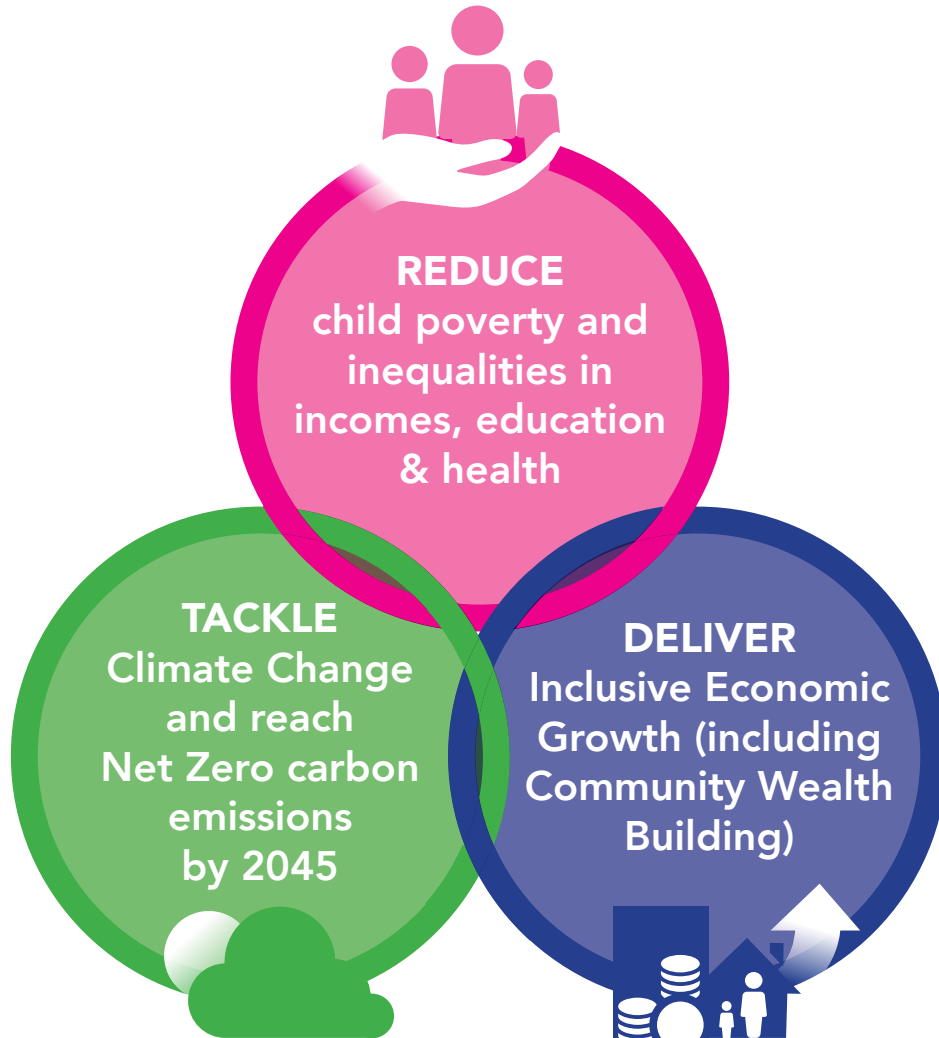 REDUCE
child poverty and
inequalities in
incomes, education
& health
TACKLE
Climate Change
and reach
Net Zero carbon
emissions
by 2045
DELIVER
Inclusive Economic
Growth (including
Community Wealth
Building)